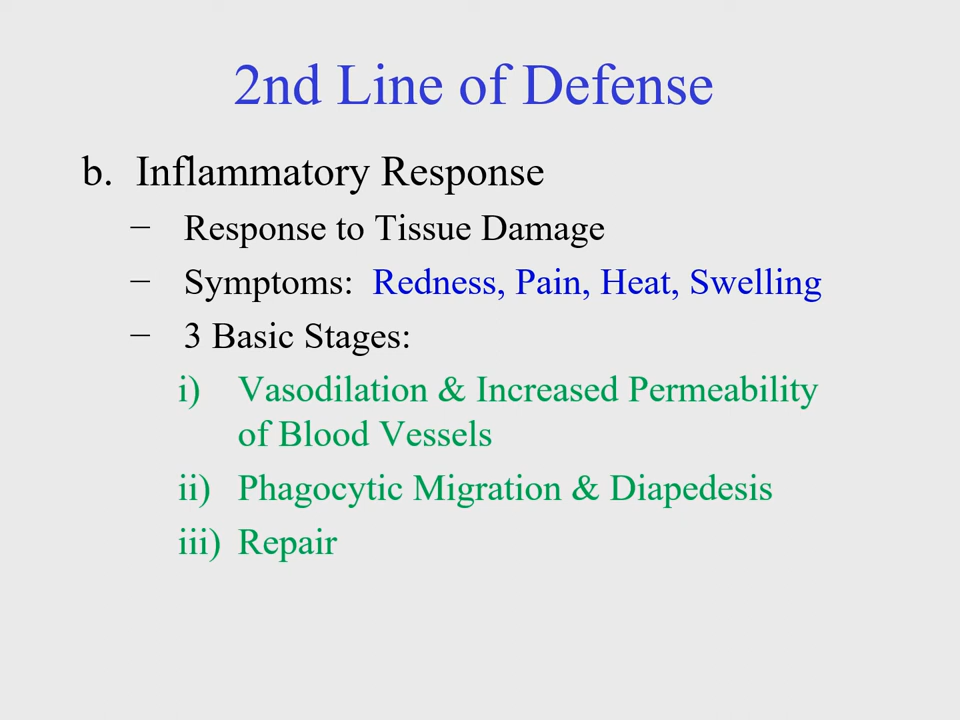 2nd Line of Defense
b. Inflammatory Response
− Response to Tissue Damage
− Symptoms: Redness, Pain, Heat, Swelling
− 3 Basic Stages:
i) Vasodilation & Increased Permeability
of Blood Vessels
ii) Phagocytic Migration & Diapedesis
iii) Repair